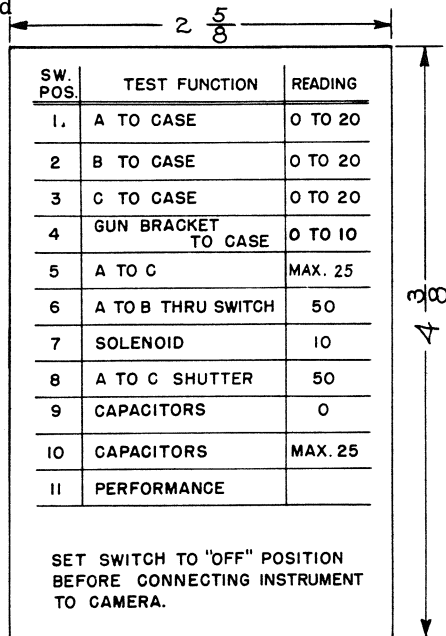 d
2 5/8
SW. POS. TEST FUNCTION READING
1. A TO CASE 0 TO 20
2 B TO CASE 0 TO 20
3 C TO CASE 0 TO 20
4 GUN BRACKET TO CASE 0 TO 10
5 A TO C MAX. 25
6 A TO B THRU SWITCH 50
7 SOLENOID 10
8 A TO C SHUTTER 50
9 CAPACITORS 0
10 CAPACITORS MAX. 25
11 PERFORMANCE
SET SWITCH TO "OFF" POSITION
BEFORE CONNECTING INSTRUMENT
TO CAMERA.
4 3/8